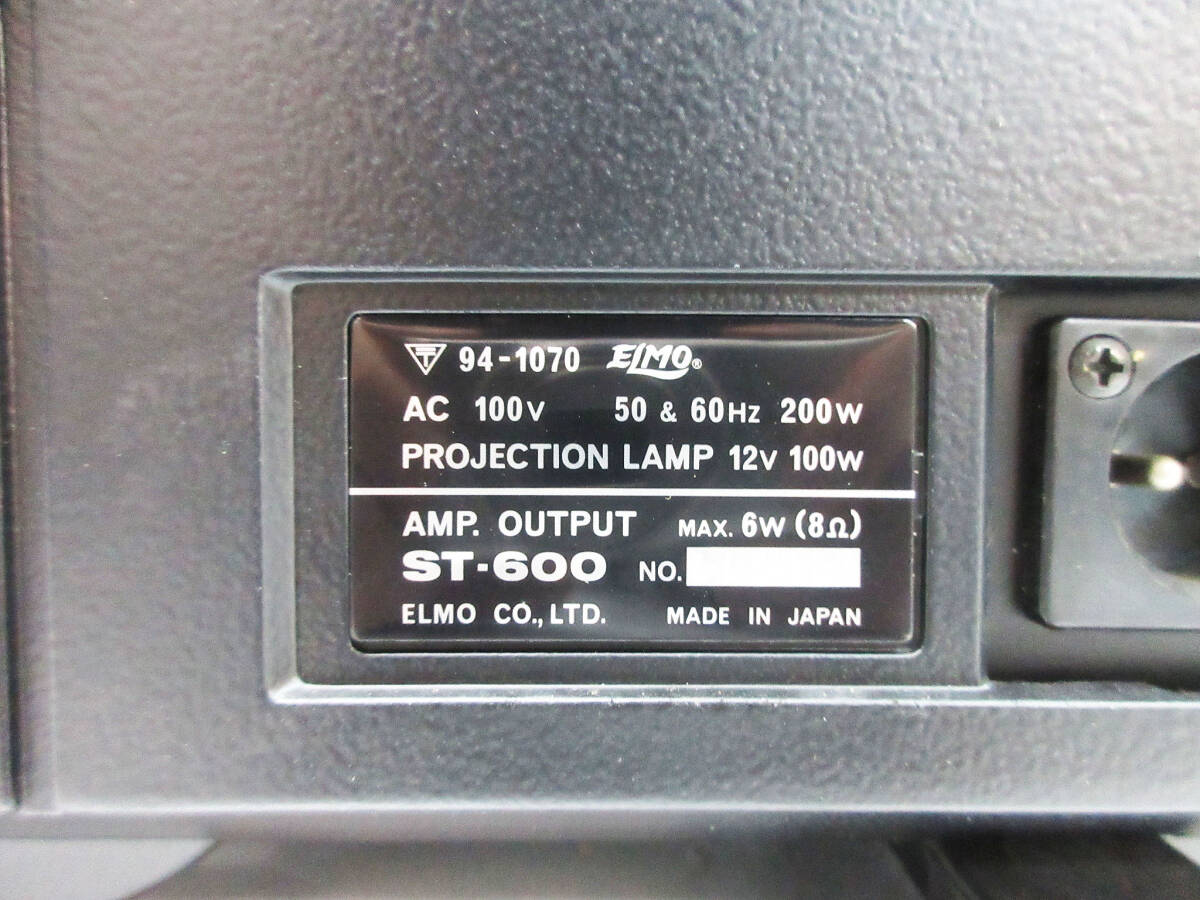 94-1070 ELMO®
AC 100V 50 & 60Hz 200W
PROJECTION LAMP 12V 100W
AMP. OUTPUT MAX. 6W (8Ω)
ST-600 NO.
ELMO CO., LTD. MADE IN JAPAN